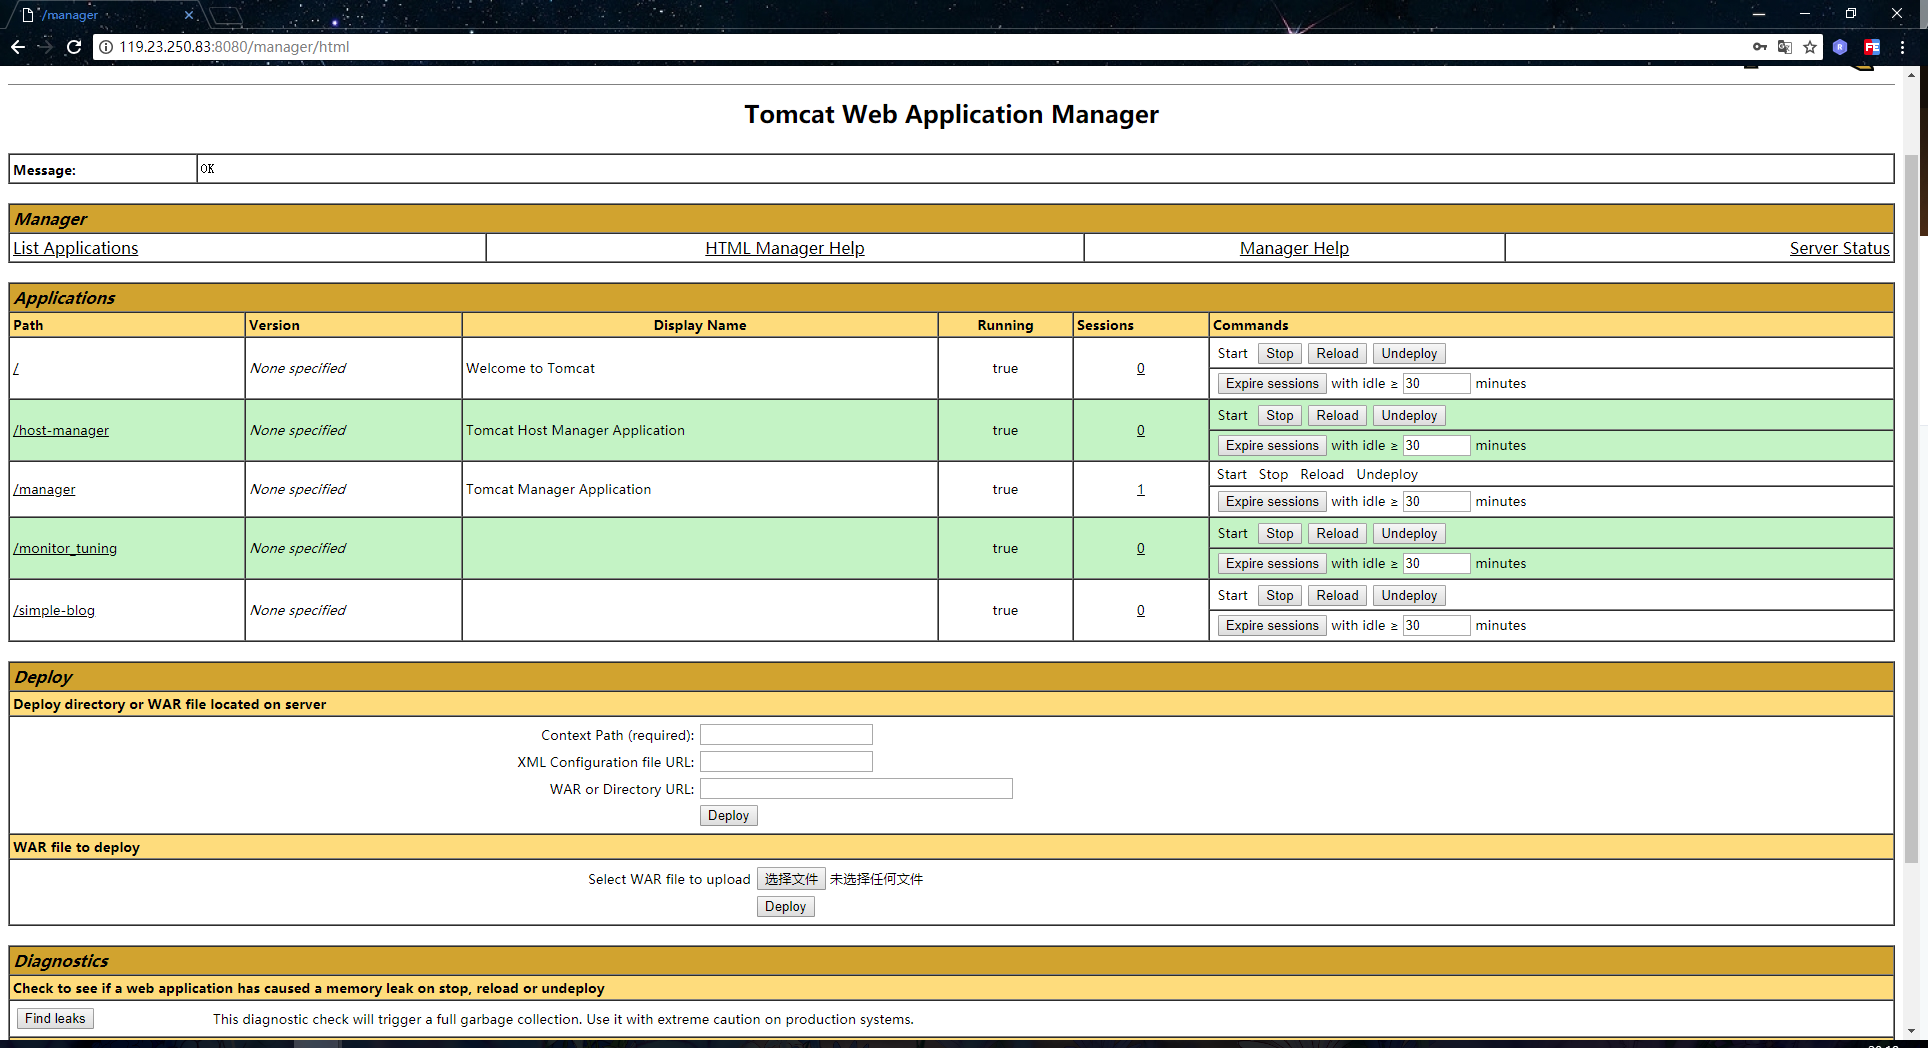 /manager
119.23.250.83:8080/manager/html
Tomcat Web Application Manager
Message: OK
Manager
List Applications HTML Manager Help Manager Help Server Status
Applications
Path Version Display Name Running Sessions Commands
/ None specified Welcome to Tomcat true 0 Start Stop Reload Undeploy
Expire sessions with idle ≥ 30 minutes
/host-manager None specified Tomcat Host Manager Application true 0 Start Stop Reload Undeploy
Expire sessions with idle ≥ 30 minutes
/manager None specified Tomcat Manager Application true 1 Start Stop Reload Undeploy
Expire sessions with idle ≥ 30 minutes
/monitor_tuning None specified true 0 Start Stop Reload Undeploy
Expire sessions with idle ≥ 30 minutes
/simple-blog None specified true 0 Start Stop Reload Undeploy
Expire sessions with idle ≥ 30 minutes
Deploy
Deploy directory or WAR file located on server
Context Path (required):
XML Configuration file URL:
WAR or Directory URL:
Deploy
WAR file to deploy
Select WAR file to upload 选择文件 未选择任何文件
Deploy
Diagnostics
Check to see if a web application has caused a memory leak on stop, reload or undeploy
Find leaks This diagnostic check will trigger a full garbage collection. Use it with extreme caution on production systems.